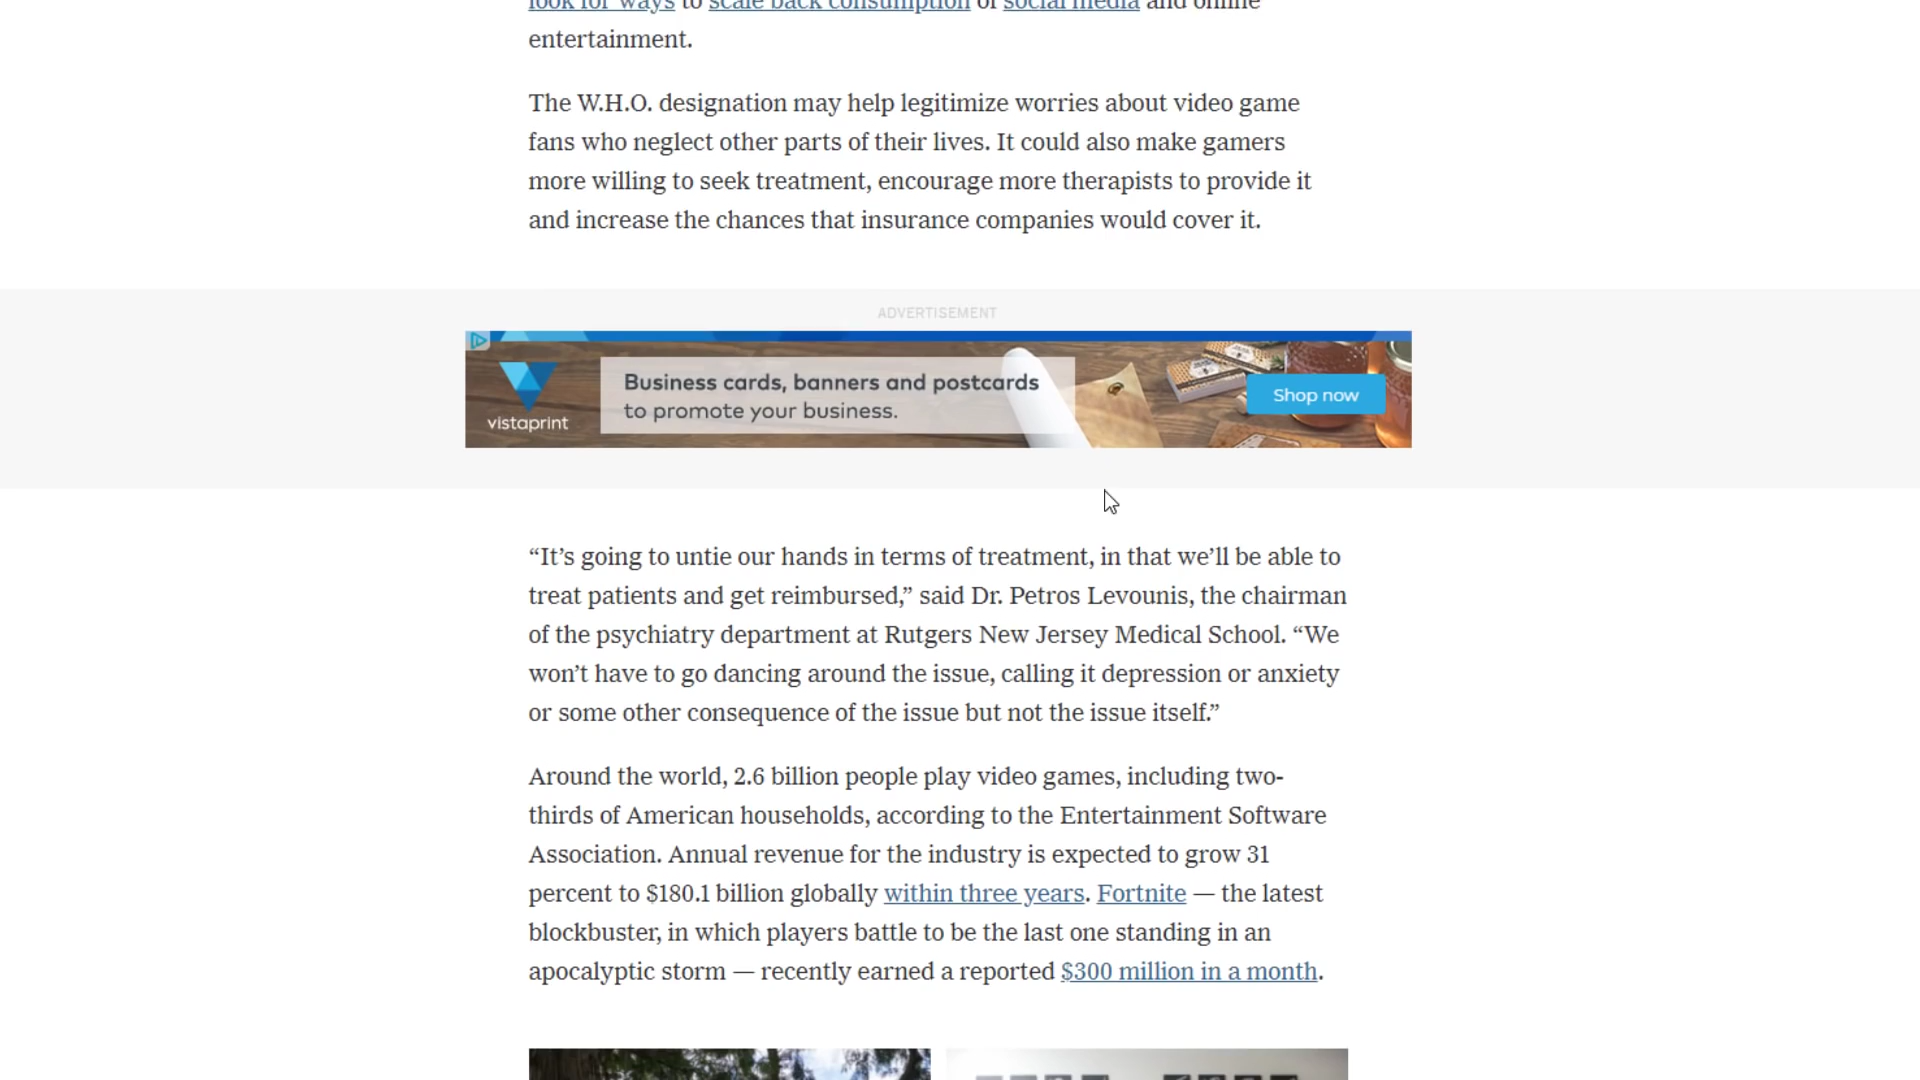 look for ways to scale back consumption of social media and online
entertainment.
The W.H.O. designation may help legitimize worries about video game
fans who neglect other parts of their lives. It could also make gamers
more willing to seek treatment, encourage more therapists to provide it
and increase the chances that insurance companies would cover it.
ADVERTISEMENT
Business cards, banners and postcards
to promote your business.
Shop now
vistaprint
“It’s going to untie our hands in terms of treatment, in that we’ll be able to
treat patients and get reimbursed,” said Dr. Petros Levounis, the chairman
of the psychiatry department at Rutgers New Jersey Medical School. “We
won’t have to go dancing around the issue, calling it depression or anxiety
or some other consequence of the issue but not the issue itself.”
Around the world, 2.6 billion people play video games, including two-
thirds of American households, according to the Entertainment Software
Association. Annual revenue for the industry is expected to grow 31
percent to $180.1 billion globally within three years. Fortnite — the latest
blockbuster, in which players battle to be the last one standing in an
apocalyptic storm — recently earned a reported $300 million in a month.